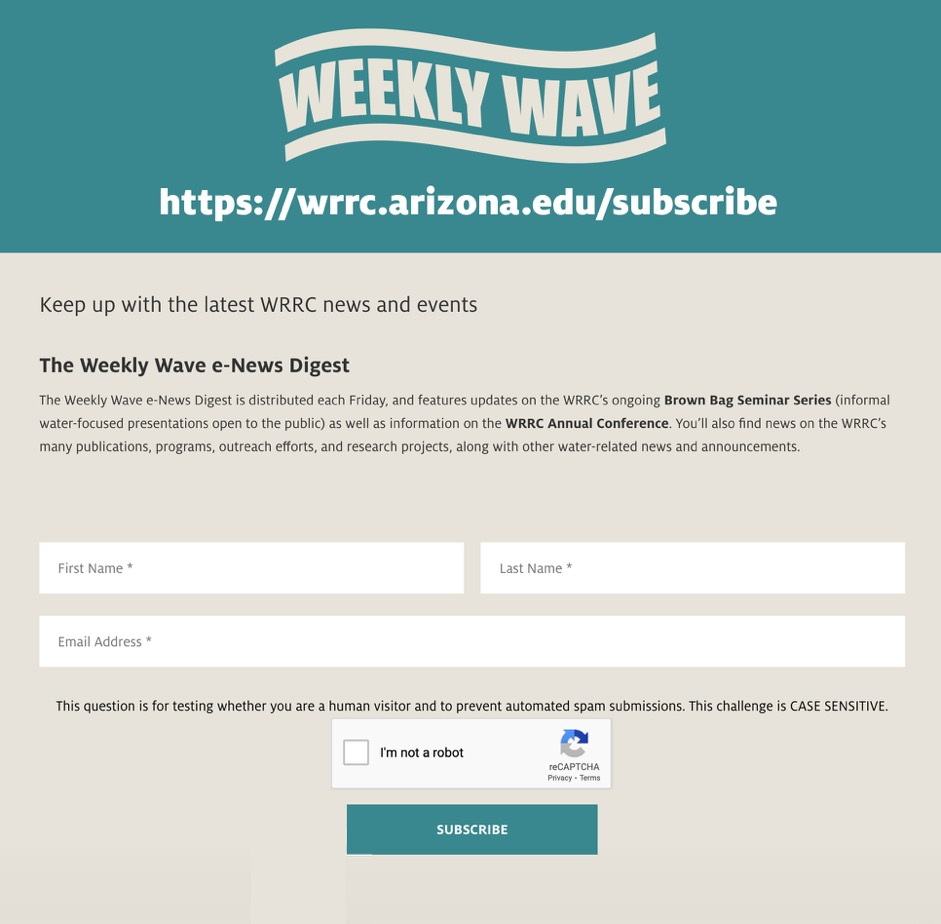 WEEKLY WAVE
https://wrrc.arizona.edu/subscribe
Keep up with the latest WRRC news and events
The Weekly Wave e-News Digest
The Weekly Wave e-News Digest is distributed each Friday, and features updates on the WRRC’s ongoing Brown Bag Seminar Series (informal
water-focused presentations open to the public) as well as information on the WRRC Annual Conference. You’ll also find news on the WRRC’s
many publications, programs, outreach efforts, and research projects, along with other water-related news and announcements.
First Name *
Last Name *
Email Address *
This question is for testing whether you are a human visitor and to prevent automated spam submissions. This challenge is CASE SENSITIVE.
I'm not a robot
reCAPTCHA
Privacy - Terms
SUBSCRIBE